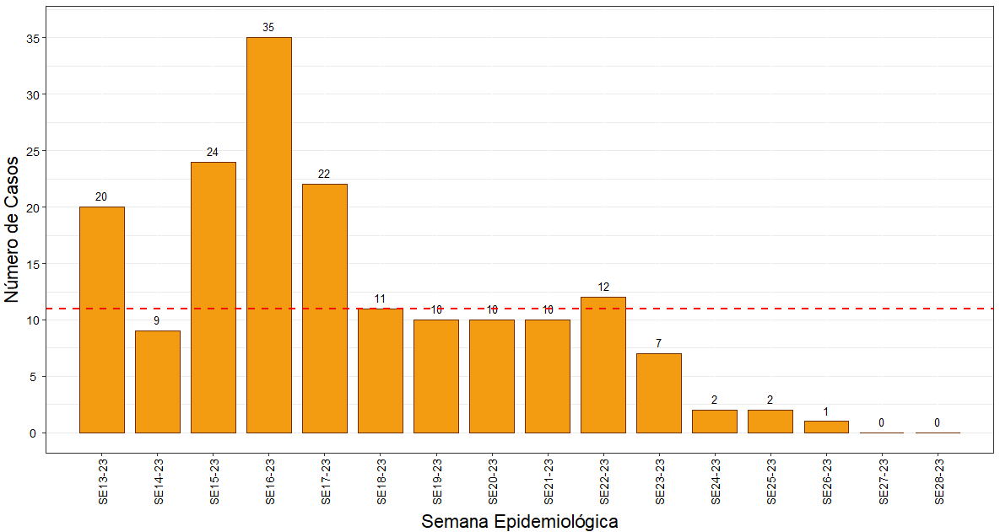 Número de Casos
35
30
25
20
15
10
5
0
20
9
24
35
22
11
10
10
10
12
7
2
2
1
0
0
SE13-23
SE14-23
SE15-23
SE16-23
SE17-23
SE18-23
SE19-23
SE20-23
SE21-23
SE22-23
SE23-23
SE24-23
SE25-23
SE26-23
SE27-23
SE28-23
Semana Epidemiológica